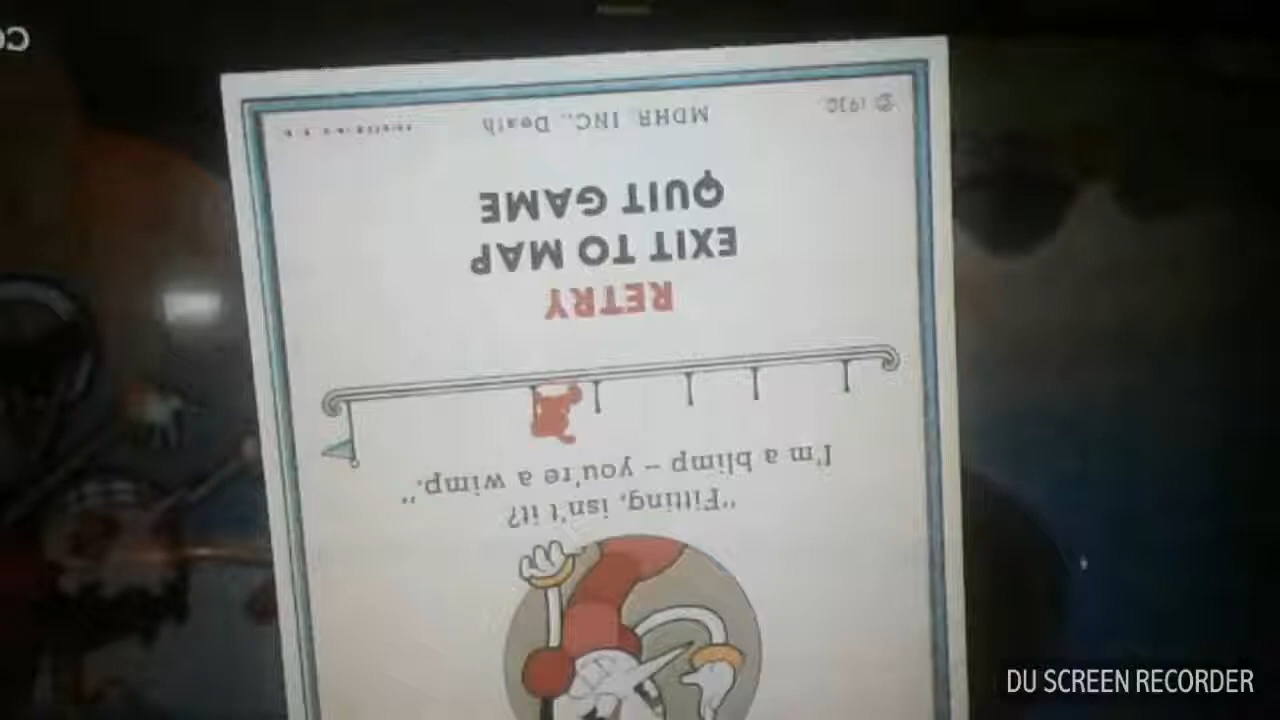 "Fitting, isn't it?
I'm a blimp – you're a wimp."
RETRY
EXIT TO MAP
QUIT GAME
© 1930 MDHR INC., Death
DU SCREEN RECORDER